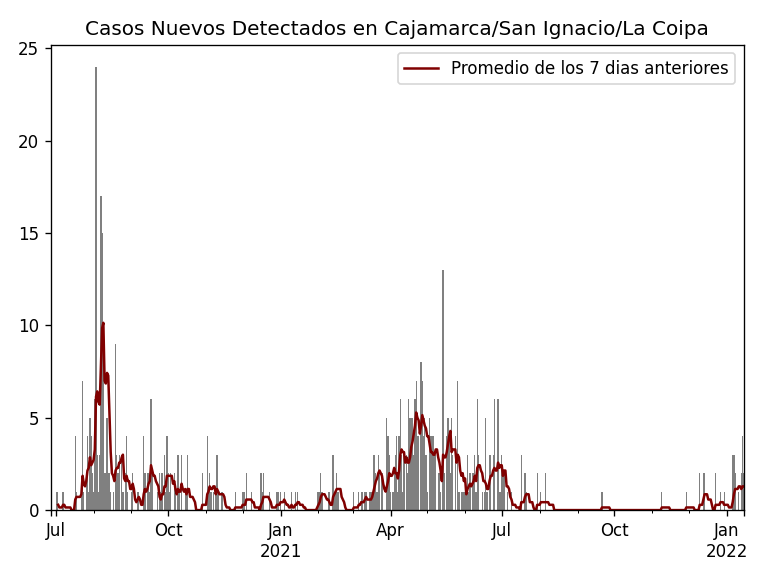 Casos Nuevos Detectados en Cajamarca/San Ignacio/La Coipa
Promedio de los 7 dias anteriores
25
20
15
10
5
0
Jul Oct Jan Apr Jul Oct Jan
2021 2022